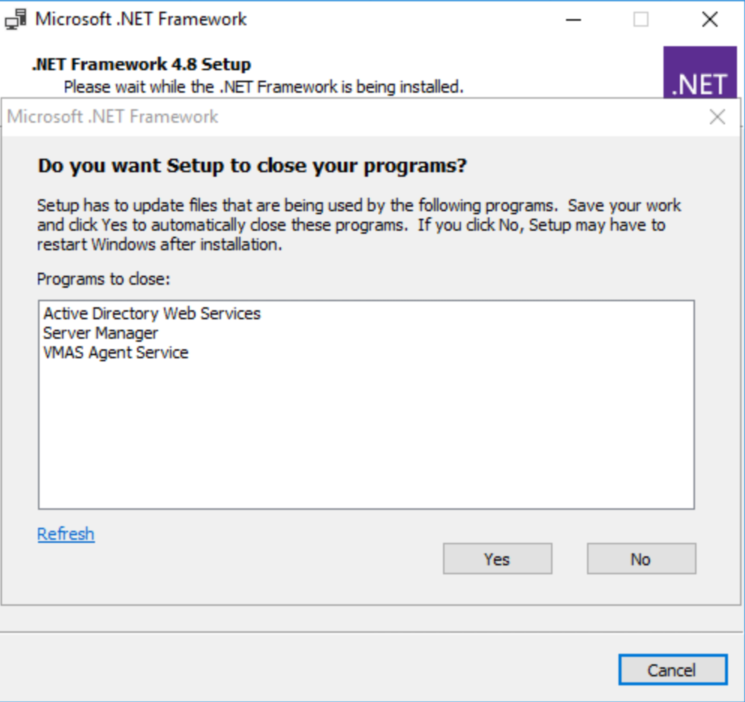 Microsoft .NET Framework
.NET Framework 4.8 Setup
Please wait while the .NET Framework is being installed.
.NET
Microsoft .NET Framework
Do you want Setup to close your programs?
Setup has to update files that are being used by the following programs.  Save your work
and click Yes to automatically close these programs.  If you click No, Setup may have to
restart Windows after installation.
Programs to close:
Active Directory Web Services
Server Manager
VMAS Agent Service
Refresh
Yes
No
Cancel